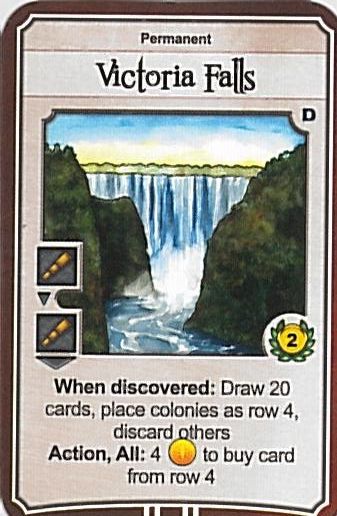 Permanent
Victoria Falls
D
2
When discovered: Draw 20
cards, place colonies as row 4,
discard others
Action, All: 4 to buy card
from row 4